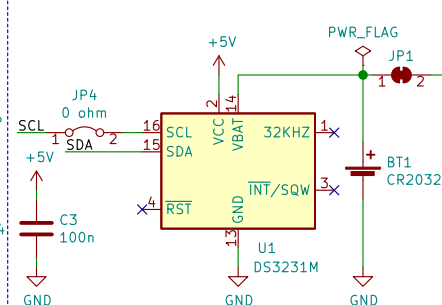 PWR_FLAG
+5V
JP1
1
2
JP4
0 ohm
2
14
SCL
1
2
16
SCL
VCC
VBAT
32KHZ
1
SDA
15
SDA
+5V
BT1
CR2032
4
RST
INT/SQW
3
C3
100n
GND
13
U1
DS3231M
GND
GND
GND